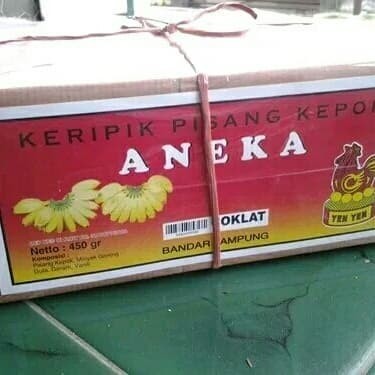 KERIPIK PISANG KEPOK
ANEKA
OKLAT
YEN YEN
Netto : 450 gr
BANDAR LAMPUNG
Komposisi :
Pisang Kepok, Minyak Goreng
Gula, Garam, Vanili